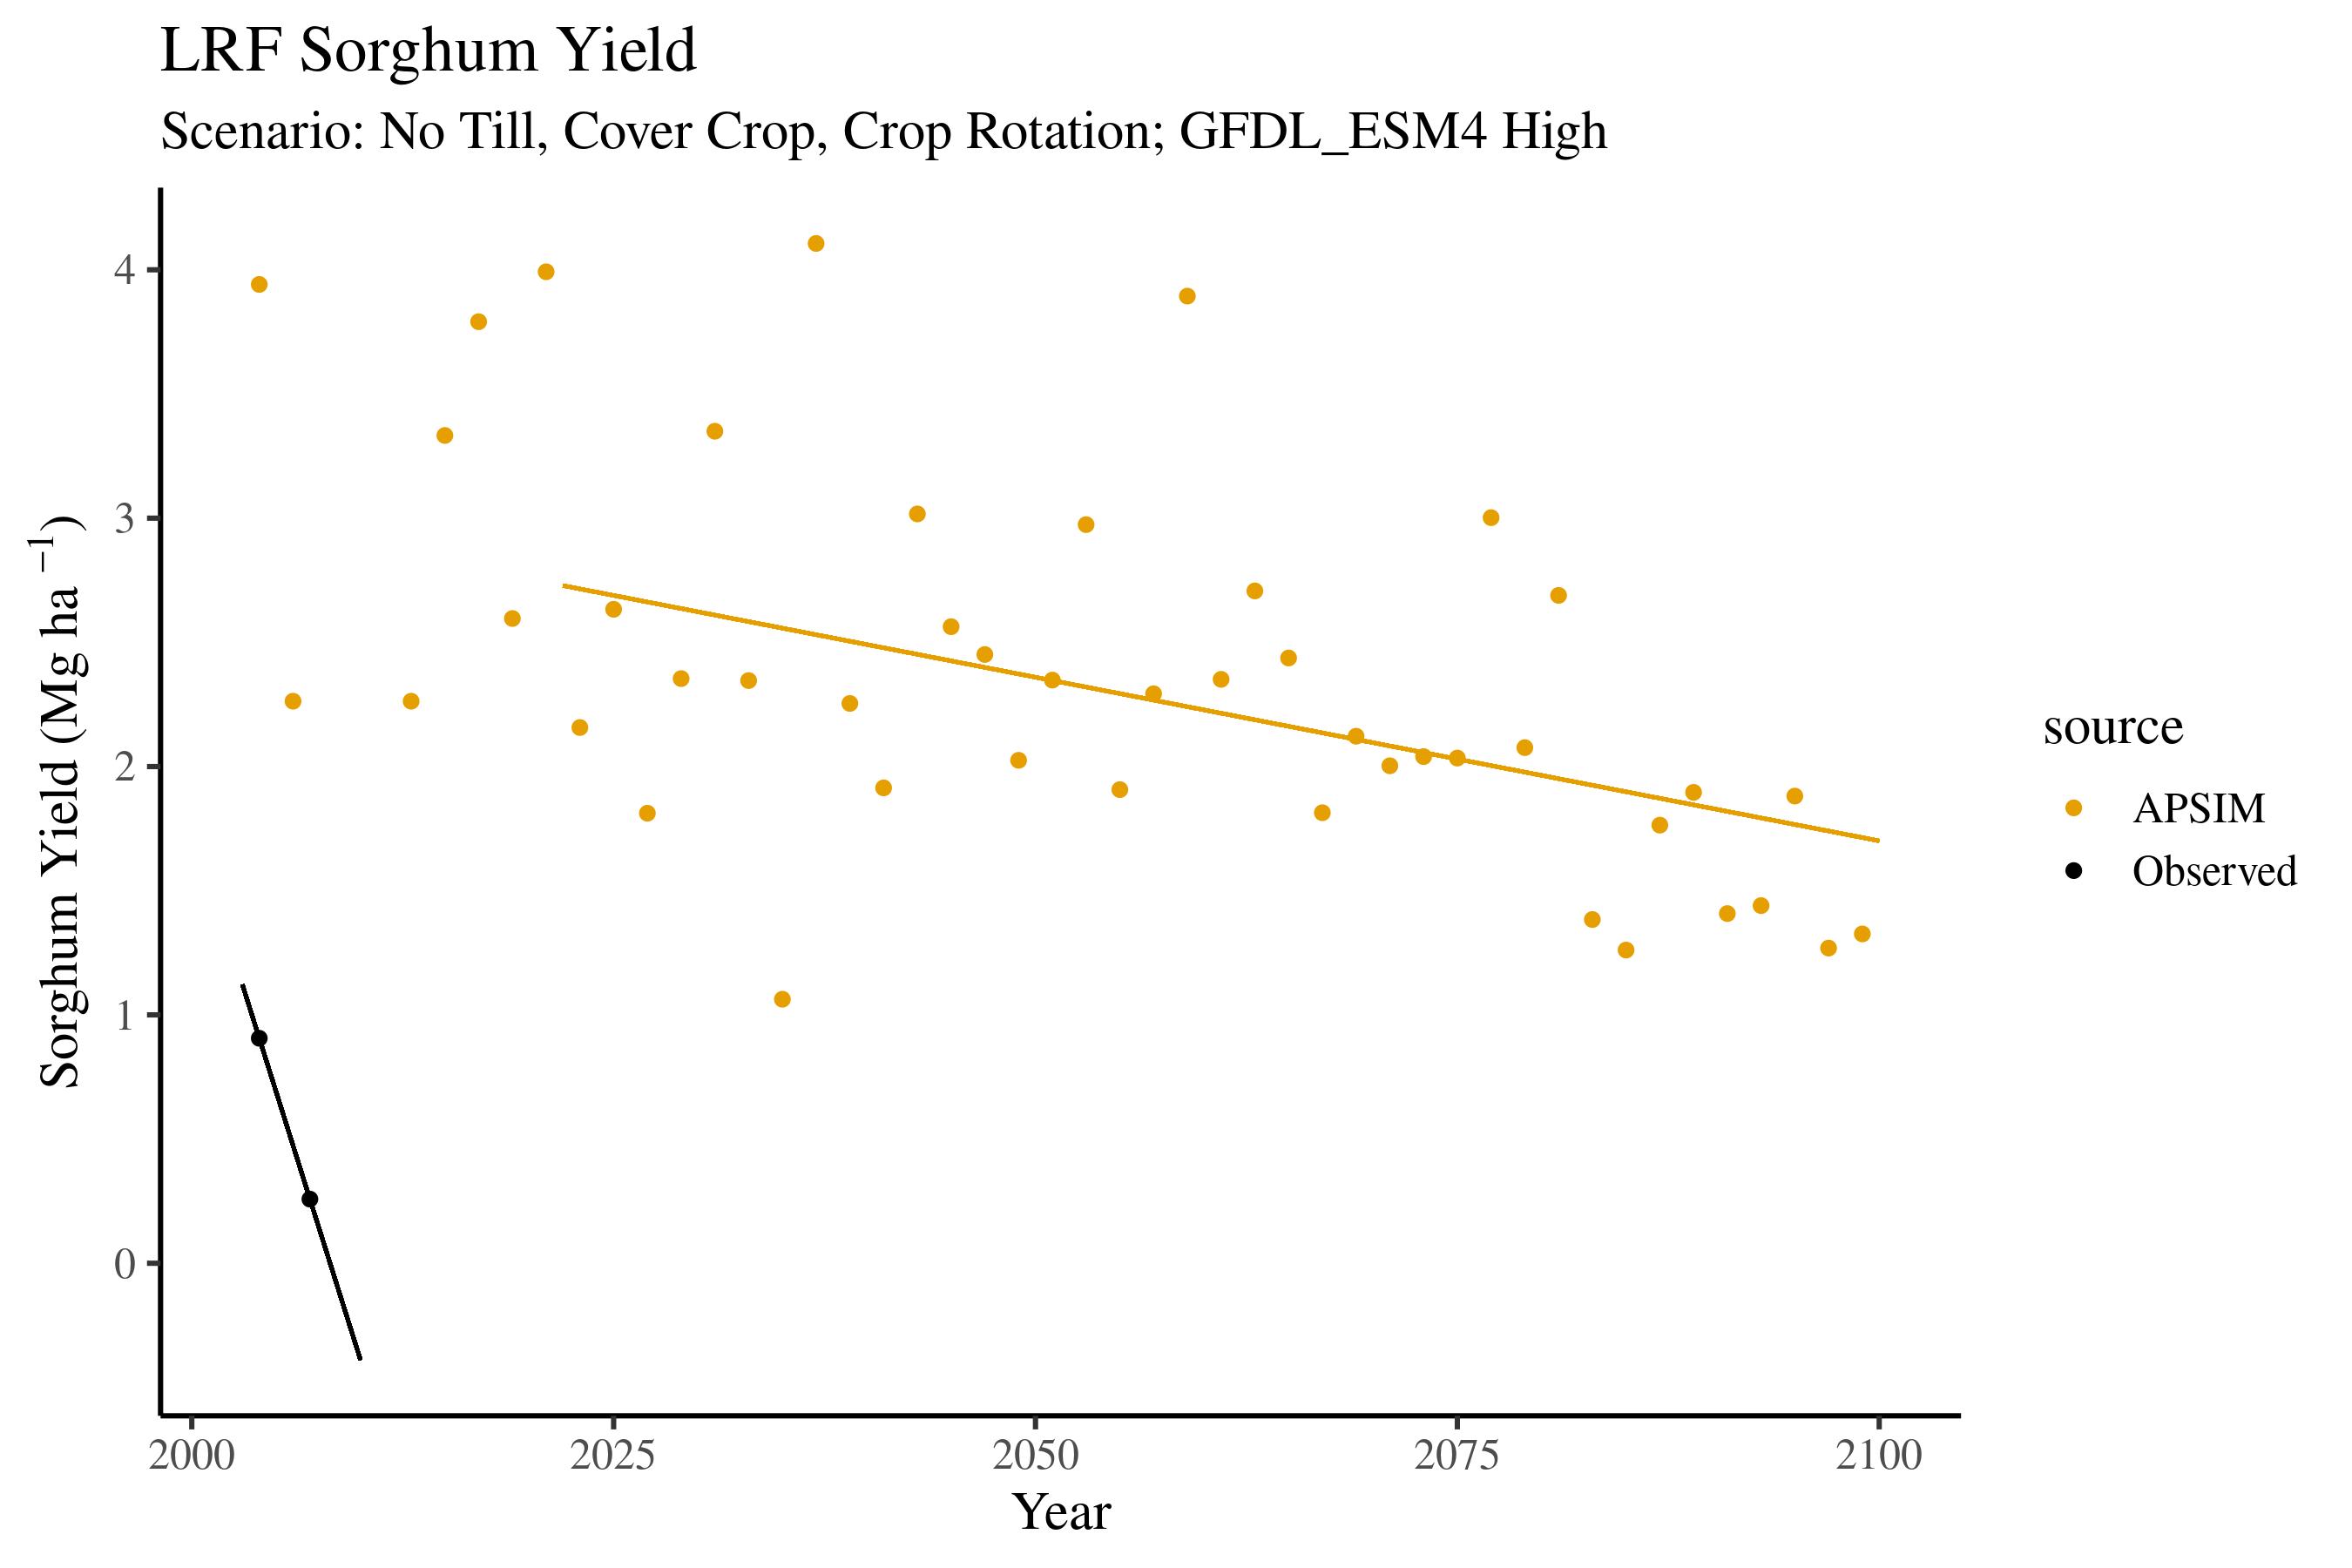 LRF Sorghum Yield
Scenario: No Till, Cover Crop, Crop Rotation; GFDL_ESM4 High
Sorghum Yield (Mg ha⁻¹)
4
3
2
1
0
2000
2025
2050
2075
2100
Year
source
APSIM
Observed